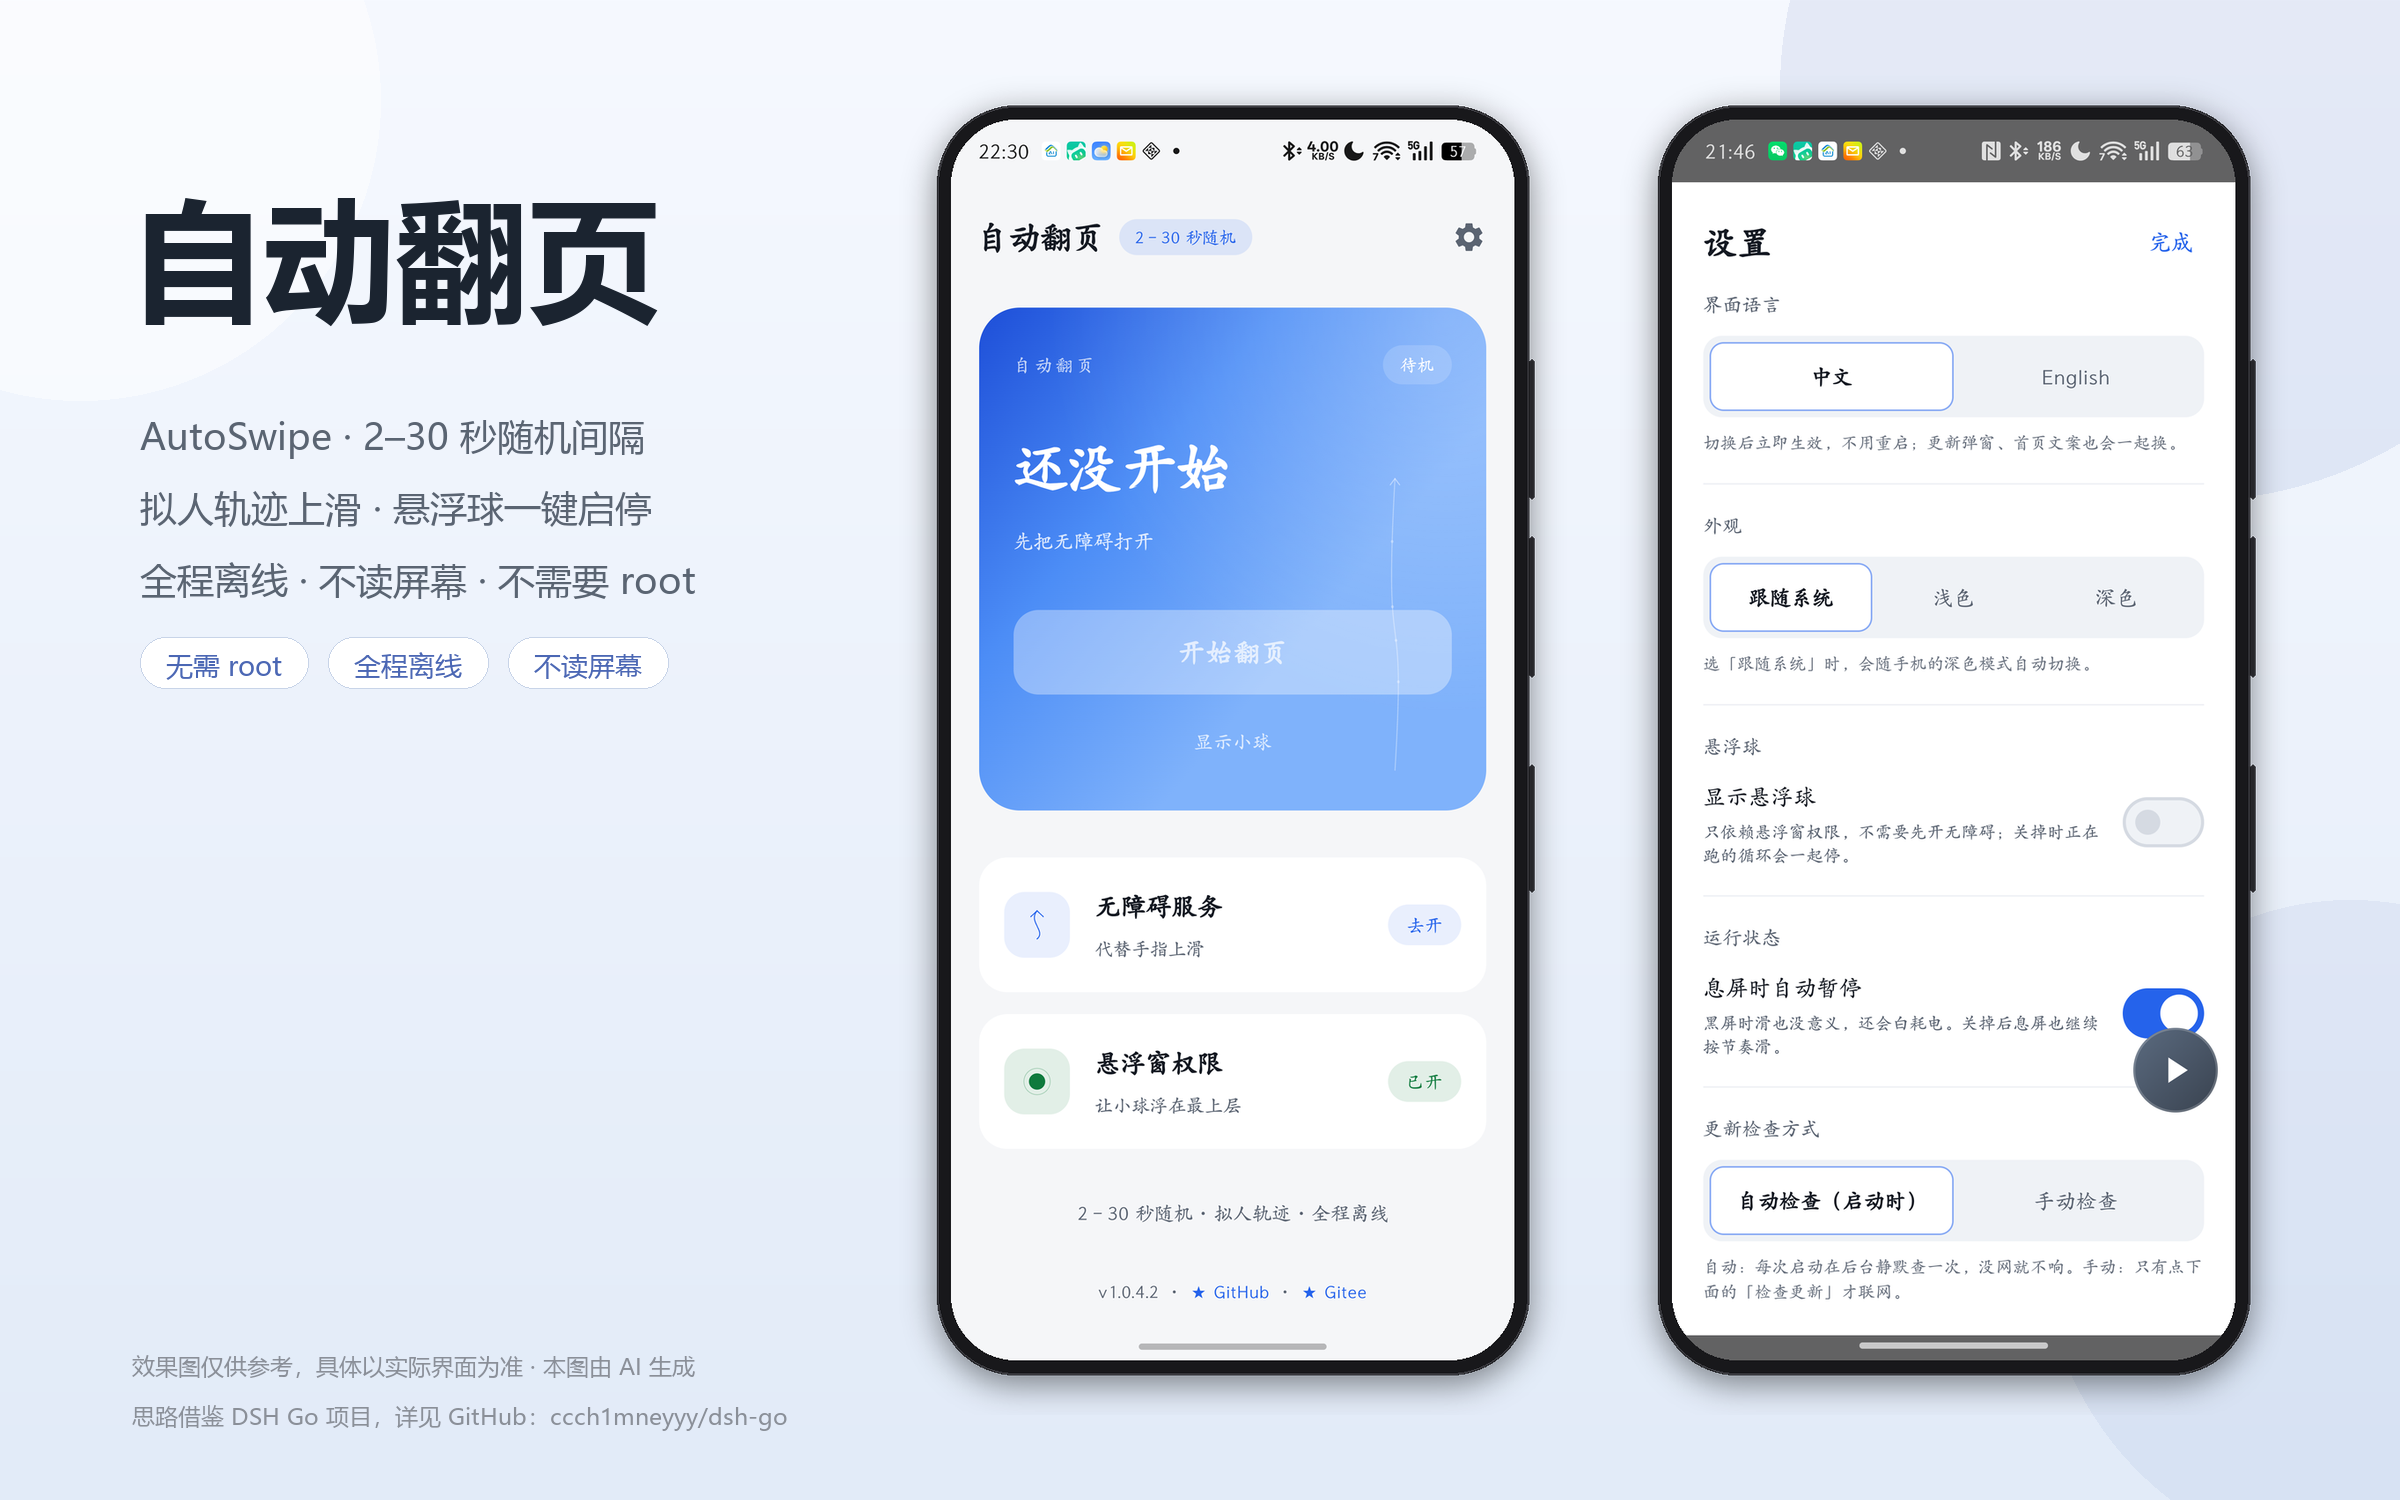 自动翻页
AutoSwipe · 2–30 秒随机间隔
拟人轨迹上滑 · 悬浮球一键启停
全程离线 · 不读屏幕 · 不需要 root
无需 root
全程离线
不读屏幕
效果图仅供参考，具体以实际界面为准 · 本图由 AI 生成
思路借鉴 DSH Go 项目，详见 GitHub：ccch1mneyyy/dsh-go
22:30
4.00 KB/S
5G
57
自动翻页
2 – 30 秒随机
自动翻页
待机
还没开始
先把无障碍打开
开始翻页
显示小球
无障碍服务
代替手指上滑
去开
悬浮窗权限
让小球浮在最上层
已开
2 – 30 秒随机 · 拟人轨迹 · 全程离线
v1.0.4.2 · ★ GitHub · ★ Gitee
21:46
186 KB/S
5G
63
设置
完成
界面语言
中文
English
切换后立即生效，不用重启；更新弹窗、首页文案也会一起换。
外观
跟随系统
浅色
深色
选「跟随系统」时，会随手机的深色模式自动切换。
悬浮球
显示悬浮球
只依赖悬浮窗权限，不需要先开无障碍；关掉时正在
跑的循环会一起停。
运行状态
息屏时自动暂停
黑屏时滑也没意义，还会白耗电。关掉后息屏也继续
按节奏滑。
更新检查方式
自动检查（启动时）
手动检查
自动：每次启动在后台静默查一次，没网就不响。手动：只有点下
面的「检查更新」才联网。